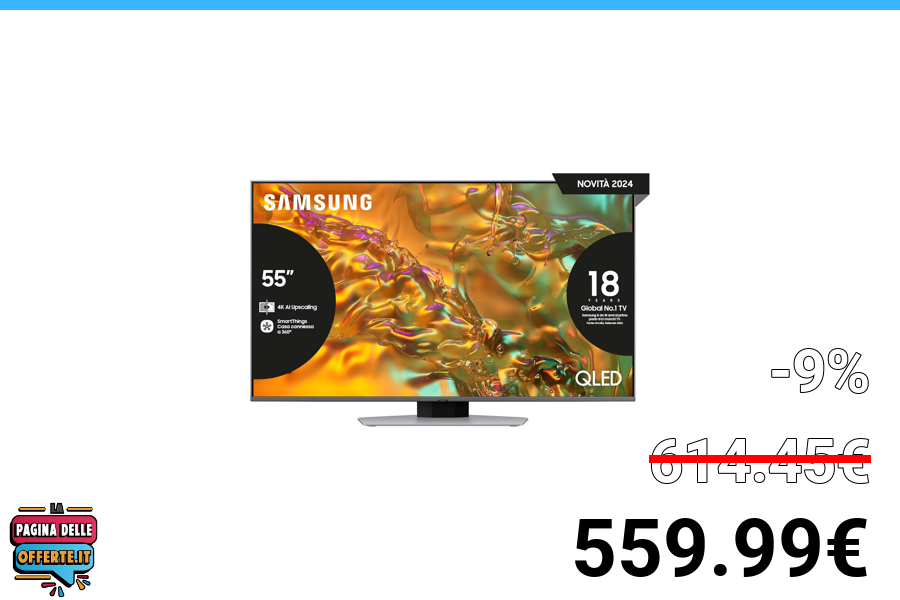 NOVITÀ 2024
SAMSUNG
55”
4K AI Upscaling
SmartThings
Casa connessa
a 360°
18
YEARS
Global No.1 TV
QLED
-9%
614.45€
559.99€
LA
PAGINA DELLE
OFFERTE.IT